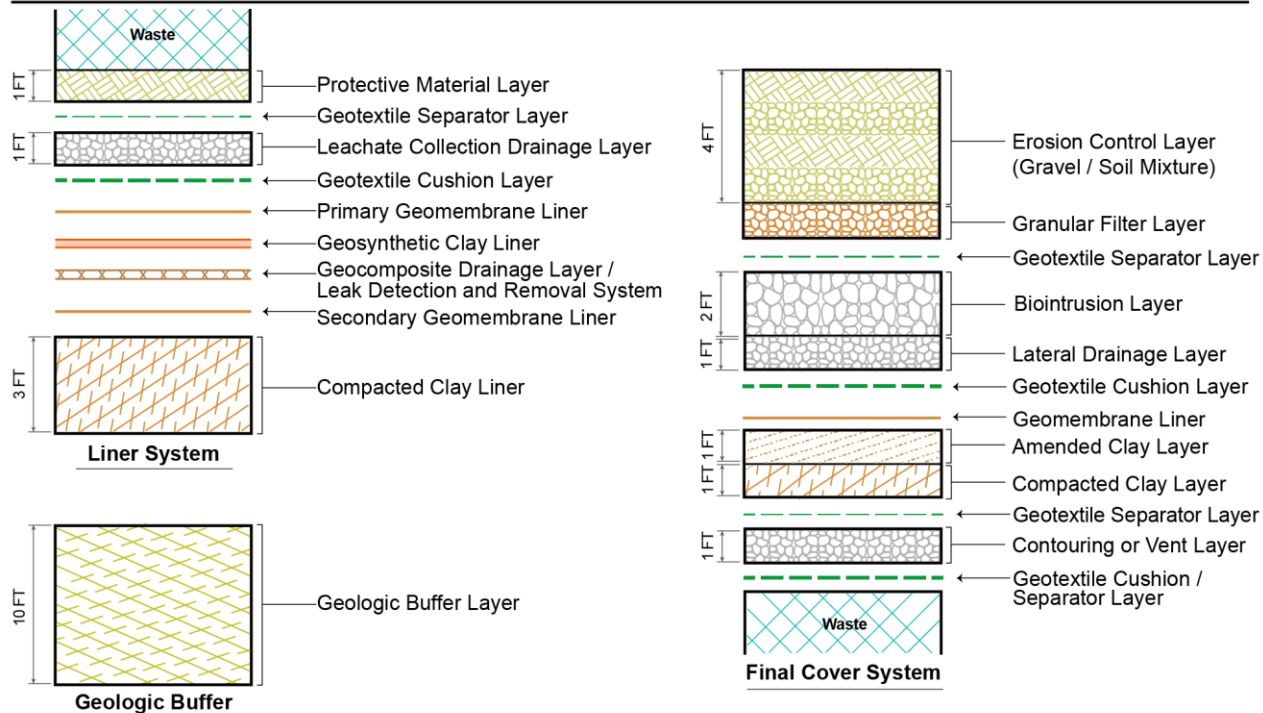 Waste
1 FT
Protective Material Layer
Geotextile Separator Layer
1 FT
Leachate Collection Drainage Layer
Geotextile Cushion Layer
Primary Geomembrane Liner
Geosynthetic Clay Liner
Geocomposite Drainage Layer /
Leak Detection and Removal System
Secondary Geomembrane Liner
3 FT
Compacted Clay Liner
Liner System
10 FT
Geologic Buffer Layer
Geologic Buffer
4 FT
Erosion Control Layer
(Gravel / Soil Mixture)
Granular Filter Layer
Geotextile Separator Layer
2 FT
Biointrusion Layer
1 FT
Lateral Drainage Layer
Geotextile Cushion Layer
Geomembrane Liner
1 FT
Amended Clay Layer
1 FT
Compacted Clay Layer
Geotextile Separator Layer
1 FT
Contouring or Vent Layer
Geotextile Cushion /
Separator Layer
Waste
Final Cover System